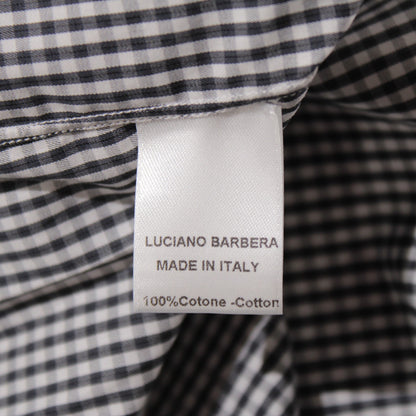 LUCIANO BARBERA
MADE IN ITALY
100%Cotone -Cotton